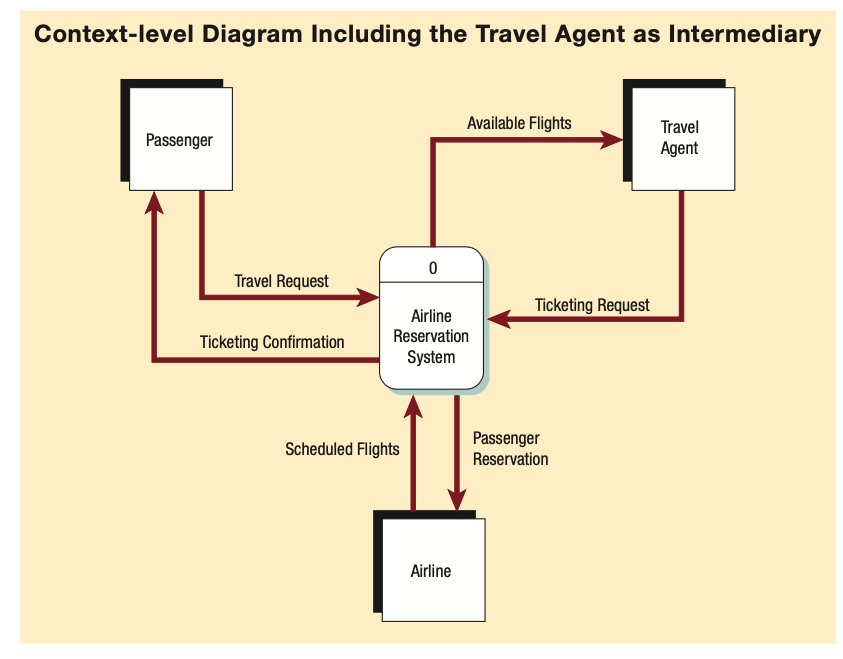 Context-level Diagram Including the Travel Agent as Intermediary
Passenger
Available Flights
Travel
Agent
0
Travel Request
Ticketing Request
Airline
Reservation
System
Ticketing Confirmation
Scheduled Flights
Passenger
Reservation
Airline